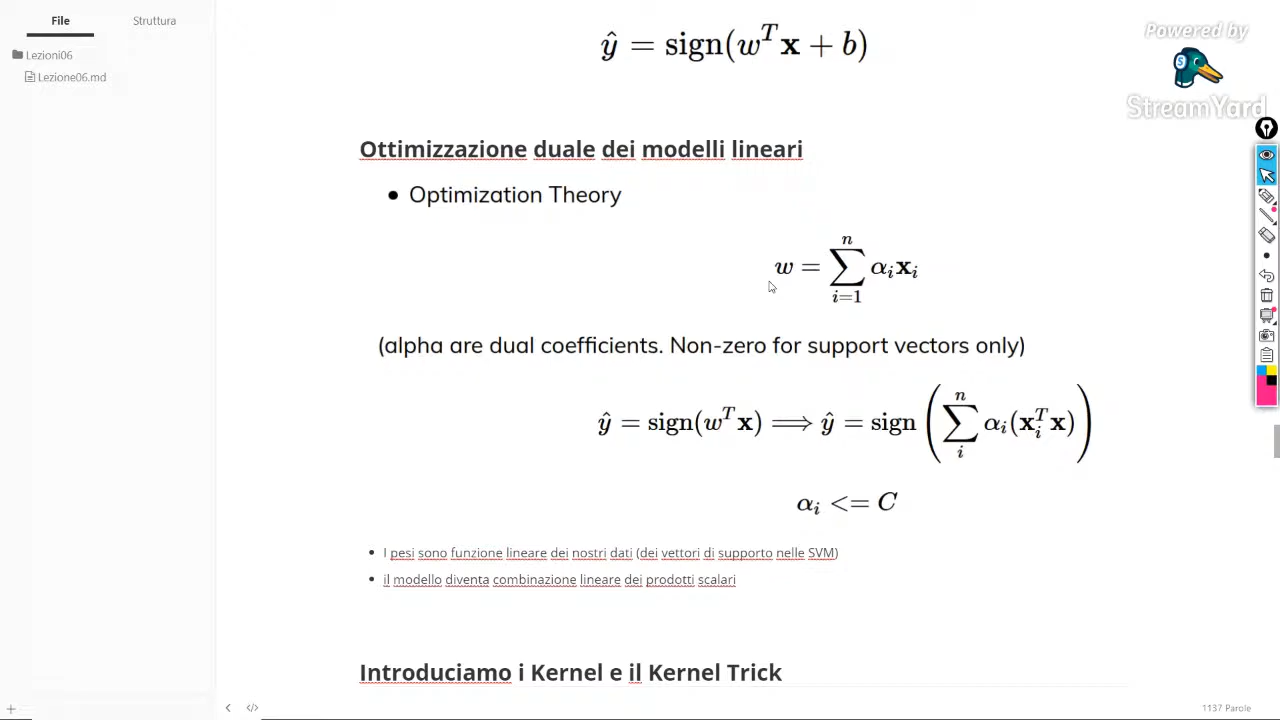 File
Struttura
Lezioni06
Lezione06.md
ŷ = sign(w^T x + b)
Powered by
StreamYard
Ottimizzazione duale dei modelli lineari
• Optimization Theory
w = ∑_{i=1}^{n} α_i x_i
(alpha are dual coefficients. Non-zero for support vectors only)
ŷ = sign(w^T x) ⟹ ŷ = sign(∑_{i}^{n} α_i(x_i^T x))
α_i <= C
• I pesi sono funzione lineare dei nostri dati (dei vettori di supporto nelle SVM)
• il modello diventa combinazione lineare dei prodotti scalari
Introduciamo i Kernel e il Kernel Trick
1137 Parole